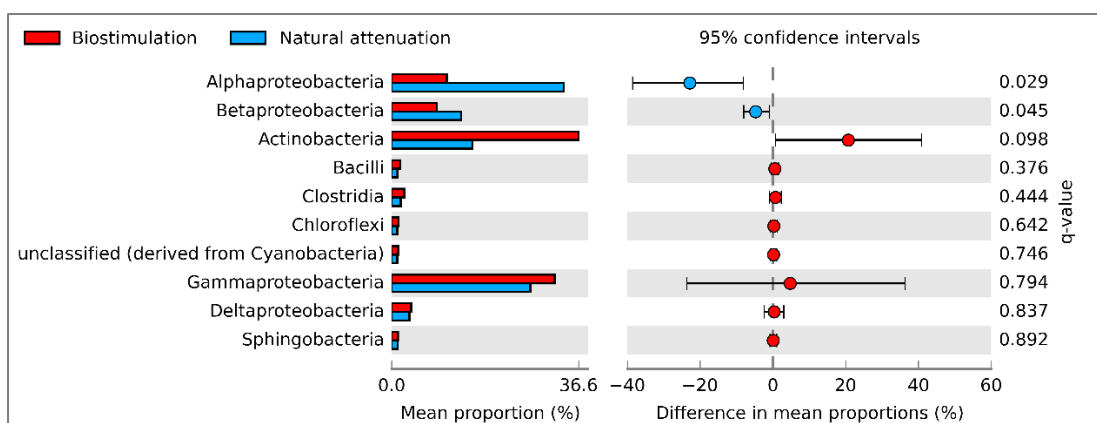 Biostimulation Natural attenuation 95% confidence intervals
Alphaproteobacteria 0.029
Betaproteobacteria 0.045
Actinobacteria 0.098
Bacilli 0.376
Clostridia 0.444
Chloroflexi 0.642
unclassified (derived from Cyanobacteria) 0.746
Gammaproteobacteria 0.794
Deltaproteobacteria 0.837
Sphingobacteria 0.892
q-value
0.0 36.6 −40 −20 0 20 40 60
Mean proportion (%) Difference in mean proportions (%)